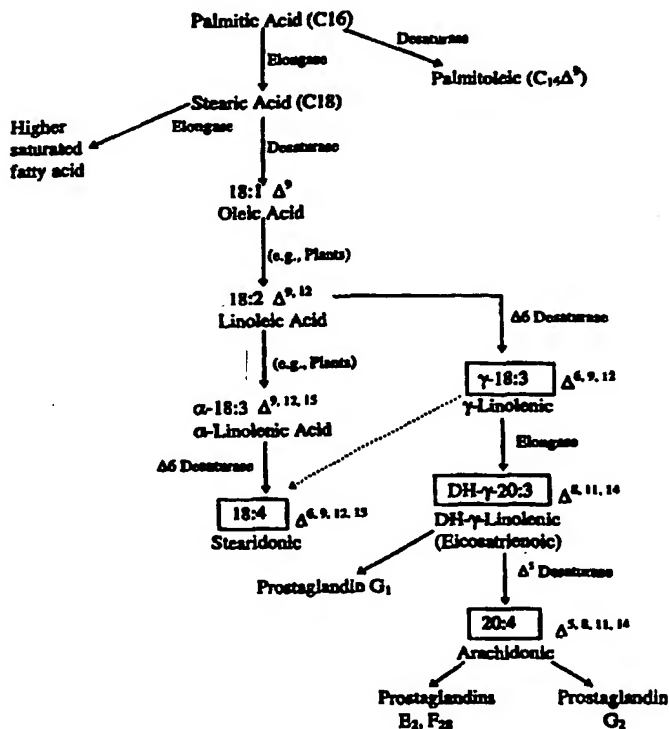 Palmitic Acid (C16)
Desaturase
Elongase
Palmitoleic (C₁₆Δ⁹)
Stearic Acid (C18)
Elongase
Higher
saturated
fatty acid
Desaturase
18:1 Δ⁹
Oleic Acid
(e.g., Plants)
18:2 Δ⁹, ¹²
Linoleic Acid
Δ6 Desaturase
(e.g., Plants)
γ-18:3 Δ⁶, ⁹, ¹²
γ-Linolenic
α-18:3 Δ⁹, ¹², ¹⁵
α-Linolenic Acid
Elongase
Δ6 Desaturase
DH-γ-20:3 Δ⁸, ¹¹, ¹⁴
DH-γ-Linolenic
(Eicosatrienoic)
18:4 Δ⁶, ⁹, ¹², ¹⁵
Stearidonic
Prostaglandin G₁
Δ⁵ Desaturase
20:4 Δ⁵, ⁸, ¹¹, ¹⁴
Arachidonic
Prostaglandins
E₂, F₂ₐ
Prostaglandin
G₂